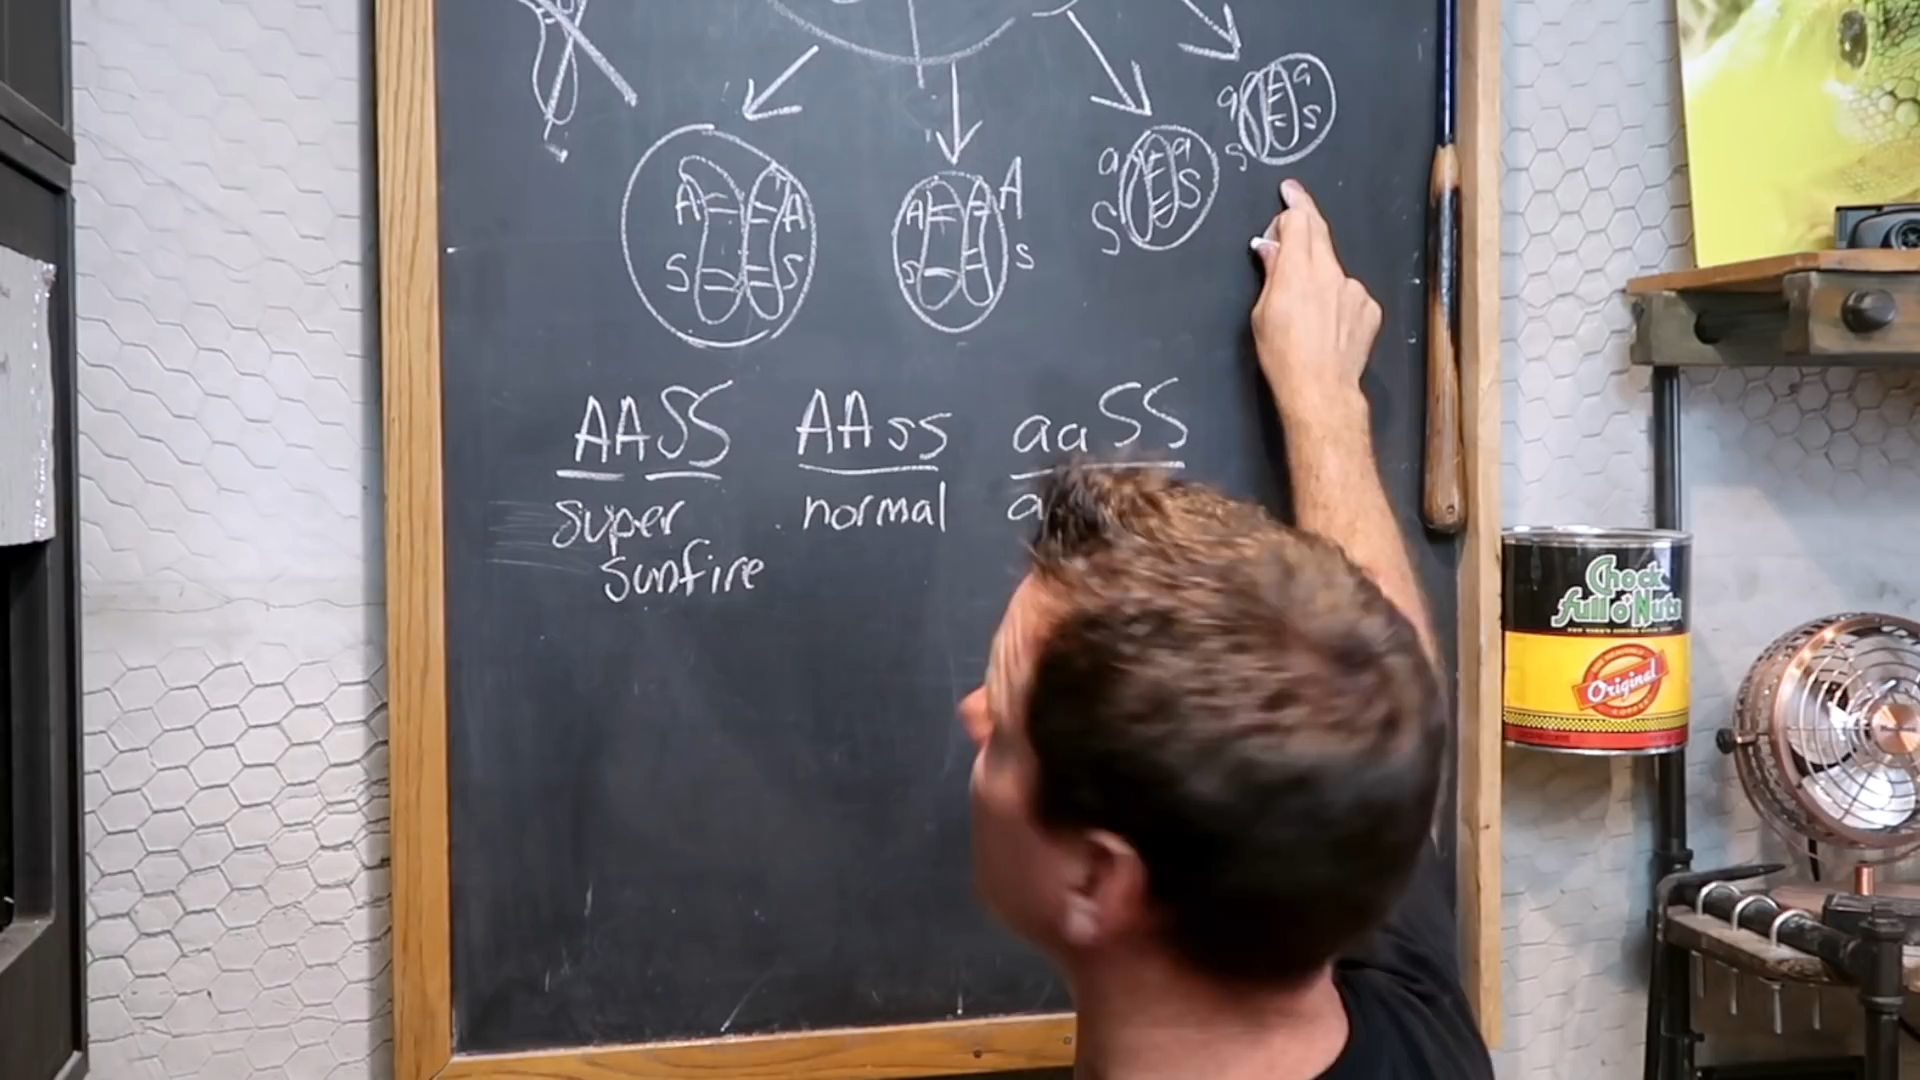 a a
s s
a a
S S
A A
S S
A A
s s
AASS AAss aaSS
super normal a
sunfire
Chock
full o' Nuts
Original